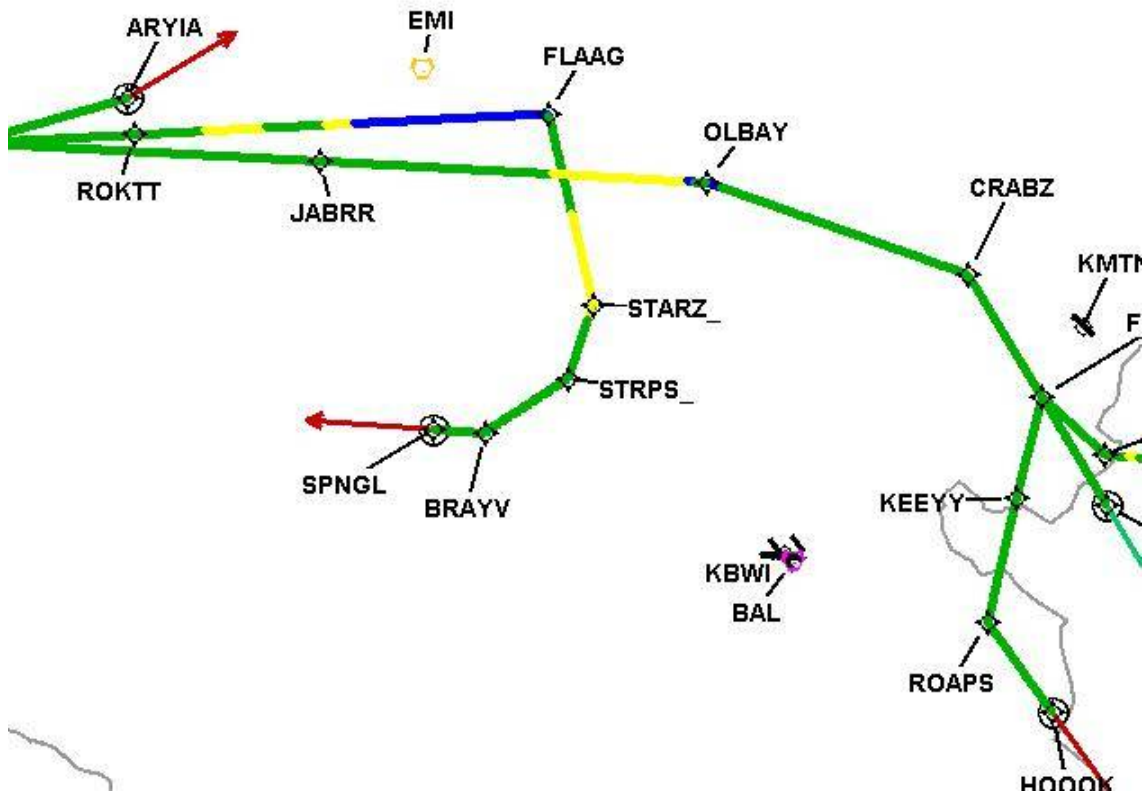 ARYIA
EMI
FLAAG
OLBAY
ROKTT
JABRR
CRABZ
KMTN
F
STARZ_
STRPS_
SPNGL
BRAYV
KEEYY
KBWI
BAL
ROAPS
HOOOK